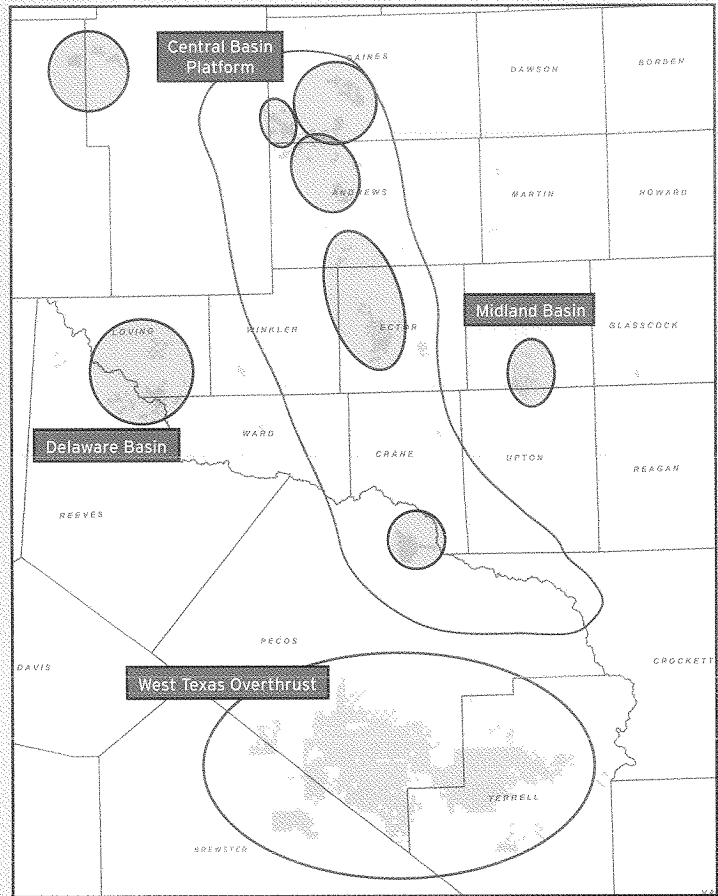 Central Basin
Platform
GAINES
DAWSON
BORDEN
ANDREWS
MARTIN
HOWARD
Midland Basin
LOVING
WINKLER
ECTOR
GLASSCOCK
Delaware Basin
WARD
CRANE
UPTON
REAGAN
REEVES
PECOS
DAVIS
CROCKETT
West Texas Overthrust
TERRELL
BREWSTER